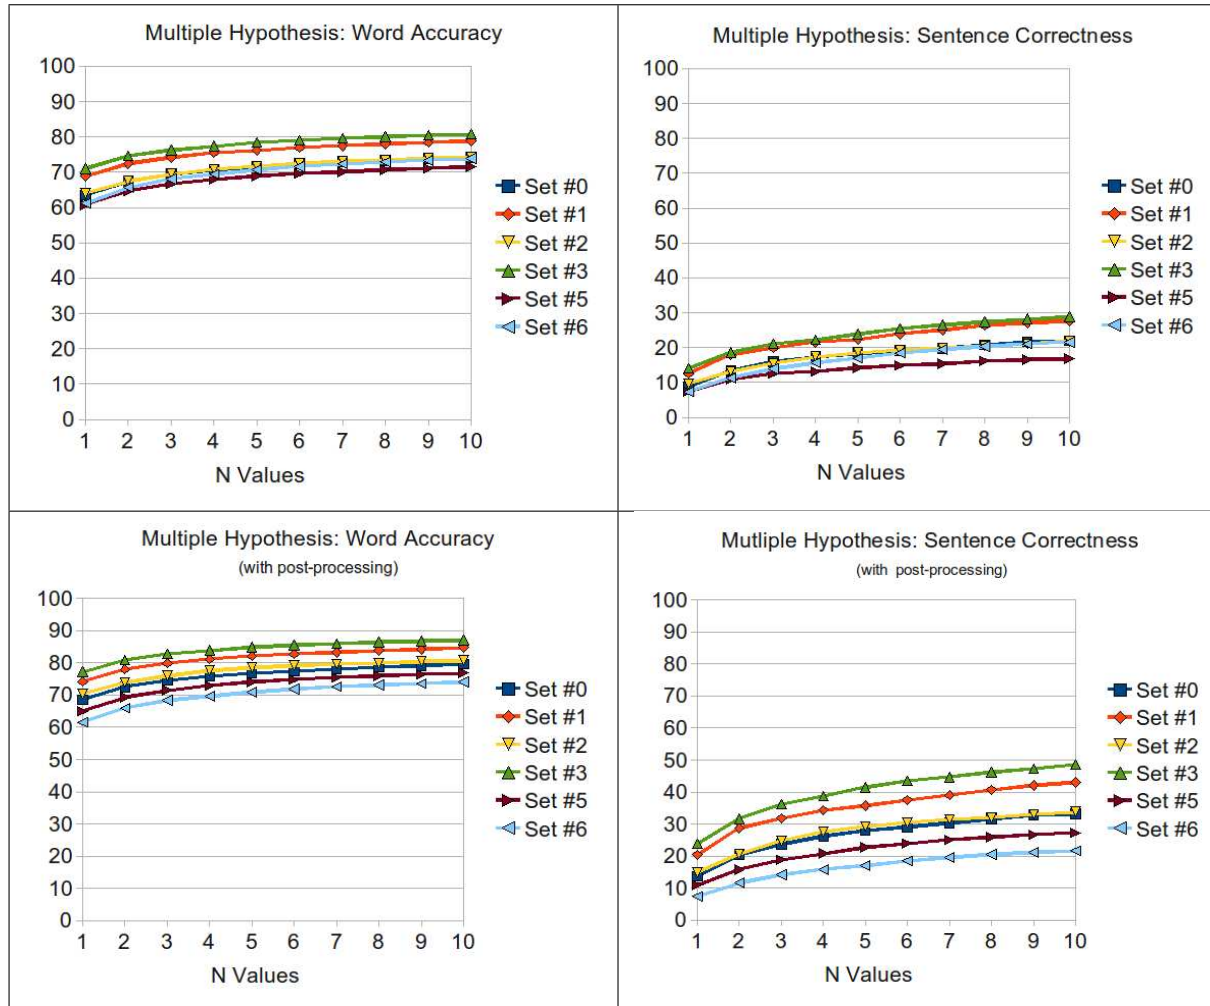 Multiple Hypothesis: Word Accuracy
100
90
80
70
60
50
40
30
20
10
0
1 2 3 4 5 6 7 8 9 10
N Values
Set #0
Set #1
Set #2
Set #3
Set #5
Set #6
Multiple Hypothesis: Sentence Correctness
100
90
80
70
60
50
40
30
20
10
0
1 2 3 4 5 6 7 8 9 10
N Values
Set #0
Set #1
Set #2
Set #3
Set #5
Set #6
Multiple Hypothesis: Word Accuracy
(with post-processing)
100
90
80
70
60
50
40
30
20
10
0
1 2 3 4 5 6 7 8 9 10
N Values
Set #0
Set #1
Set #2
Set #3
Set #5
Set #6
Mutliple Hypothesis: Sentence Correctness
(with post-processing)
100
90
80
70
60
50
40
30
20
10
0
1 2 3 4 5 6 7 8 9 10
N Values
Set #0
Set #1
Set #2
Set #3
Set #5
Set #6